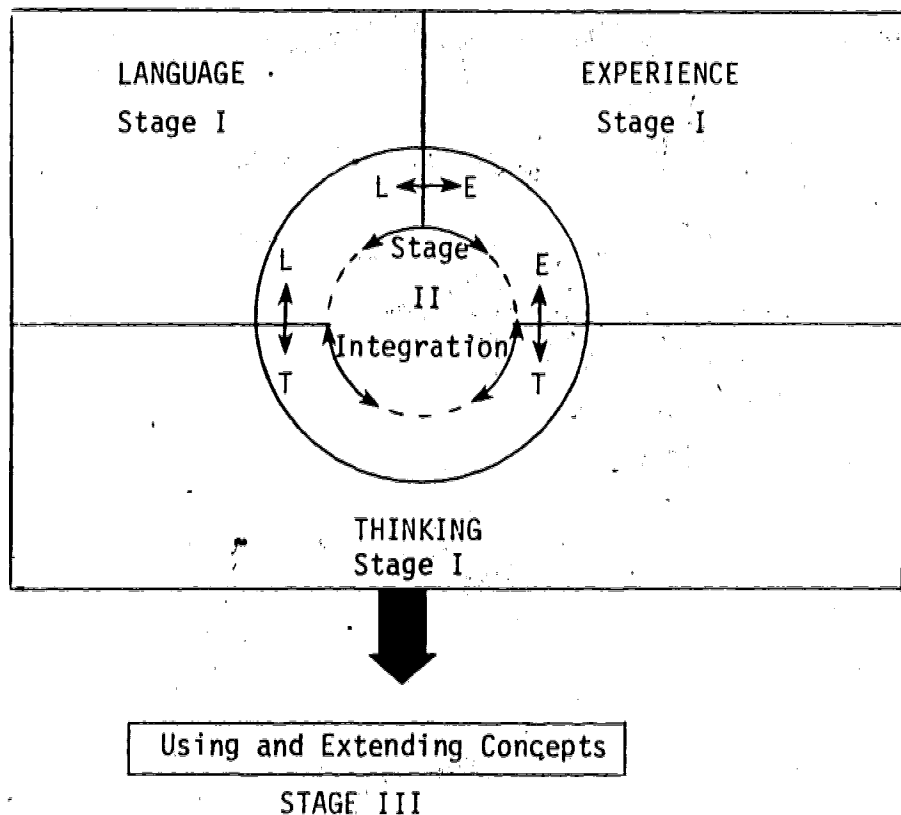 LANGUAGE
Stage I
EXPERIENCE
Stage I
L E
Stage
II
Integration
L
T
E
T
THINKING
Stage I
Using and Extending Concepts
STAGE III